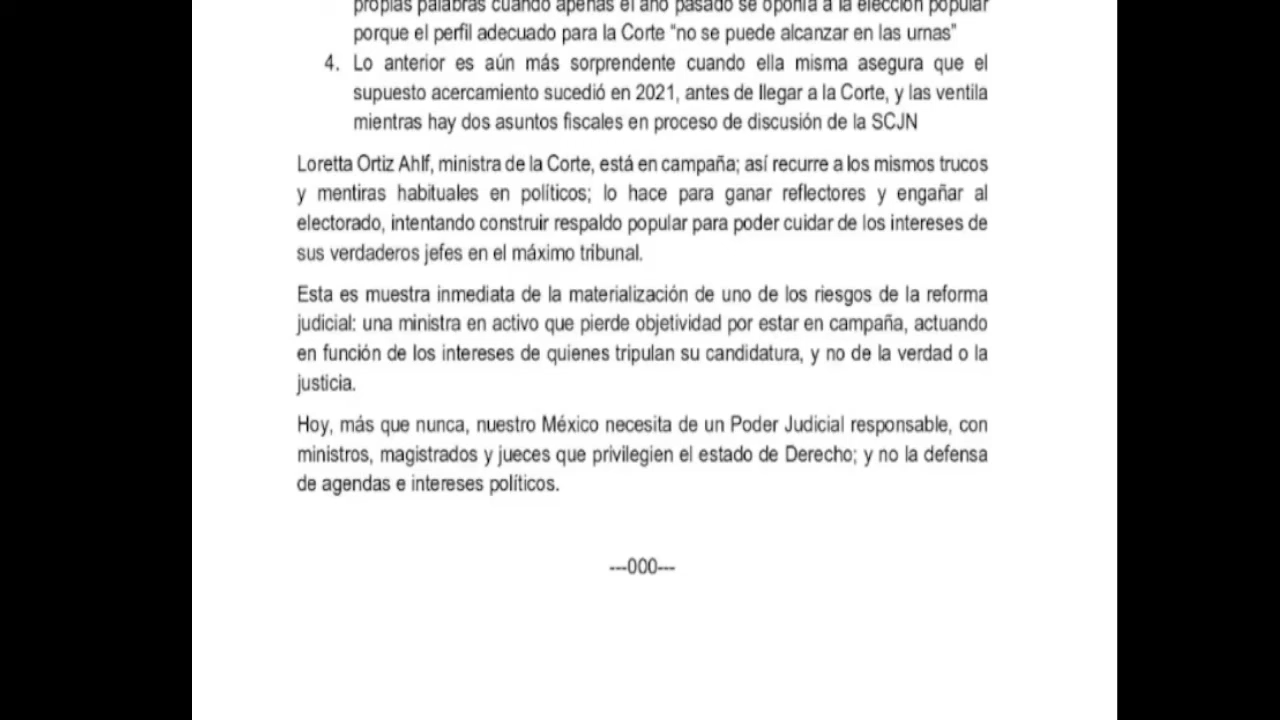 propias palabras cuando apenas el año pasado se oponía a la elección popular
porque el perfil adecuado para la Corte “no se puede alcanzar en las urnas”
4. Lo anterior es aún más sorprendente cuando ella misma asegura que el
supuesto acercamiento sucedió en 2021, antes de llegar a la Corte, y las ventila
mientras hay dos asuntos fiscales en proceso de discusión de la SCJN
Loretta Ortiz Ahlf, ministra de la Corte, está en campaña; así recurre a los mismos trucos
y mentiras habituales en políticos; lo hace para ganar reflectores y engañar al
electorado, intentando construir respaldo popular para poder cuidar de los intereses de
sus verdaderos jefes en el máximo tribunal.
Esta es muestra inmediata de la materialización de uno de los riesgos de la reforma
judicial: una ministra en activo que pierde objetividad por estar en campaña, actuando
en función de los intereses de quienes tripulan su candidatura, y no de la verdad o la
justicia.
Hoy, más que nunca, nuestro México necesita de un Poder Judicial responsable, con
ministros, magistrados y jueces que privilegien el estado de Derecho; y no la defensa
de agendas e intereses políticos.
---000---